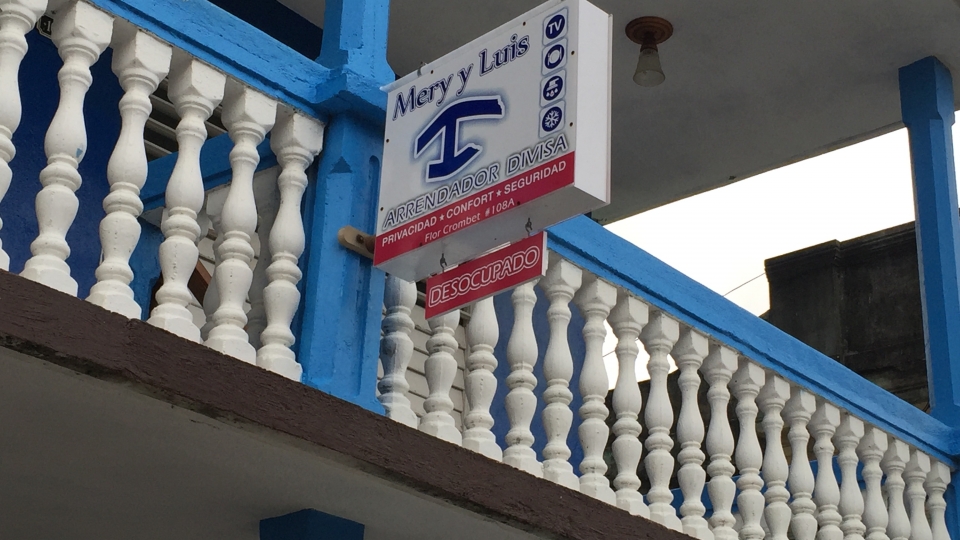 Mery y Luis
TV
ARRENDADOR DIVISA
PRIVACIDAD ★ CONFORT ★ SEGURIDAD
Flor Crombet #108A
DESOCUPADO